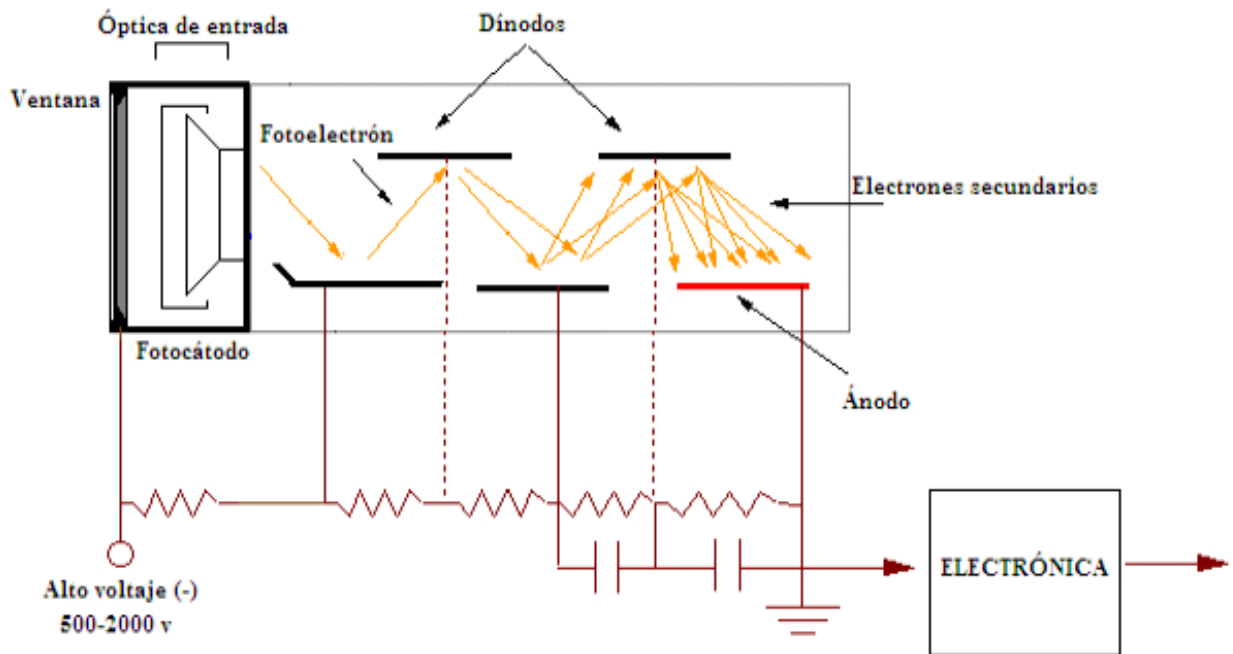 Óptica de entrada
Dínodos
Ventana
Fotoelectrón
Electrones secundarios
Fotocátodo
Ánodo
ELECTRÓNICA
Alto voltaje (-)
500-2000 v